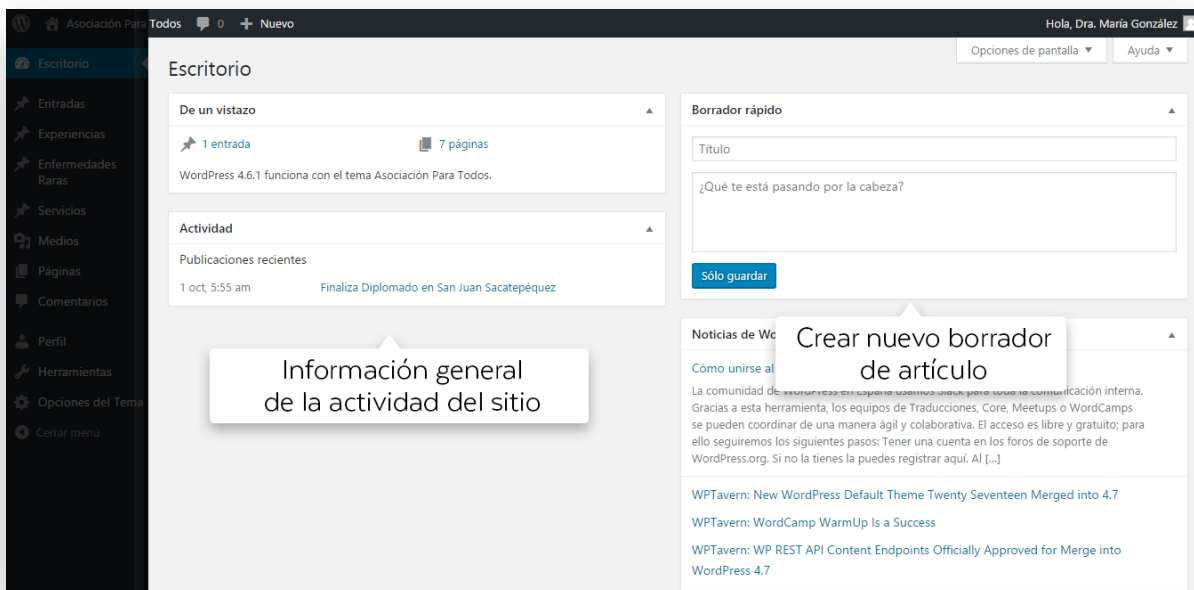 Asociación Para Todos 0 Nuevo Hola, Dra. María González
Escritorio
Entradas
Experiencias
Enfermedades
Raras
Servicios
Medios
Páginas
Comentarios
Perfil
Herramientas
Opciones del Tema
Cerrar menú
Opciones de pantalla Ayuda
Escritorio
De un vistazo
1 entrada 7 páginas
WordPress 4.6.1 funciona con el tema Asociación Para Todos.
Actividad
Publicaciones recientes
1 oct, 5:55 am Finaliza Diplomado en San Juan Sacatepéquez
Información general
de la actividad del sitio
Borrador rápido
Título
¿Qué te está pasando por la cabeza?
Sólo guardar
Crear nuevo borrador
de artículo
Noticias de Wo
Cómo unirse al
La comunidad de WordPress en España usamos Slack para toda la comunicación interna.
Gracias a esta herramienta, los equipos de Traducciones, Core, Meetups o WordCamps
se pueden coordinar de una manera ágil y colaborativa. El acceso es libre y gratuito; para
ello seguiremos los siguientes pasos: Tener una cuenta en los foros de soporte de
WordPress.org. Si no la tienes la puedes registrar aquí. Al [...]
WPTavern: New WordPress Default Theme Twenty Seventeen Merged into 4.7
WPTavern: WordCamp WarmUp Is a Success
WPTavern: WP REST API Content Endpoints Officially Approved for Merge into
WordPress 4.7